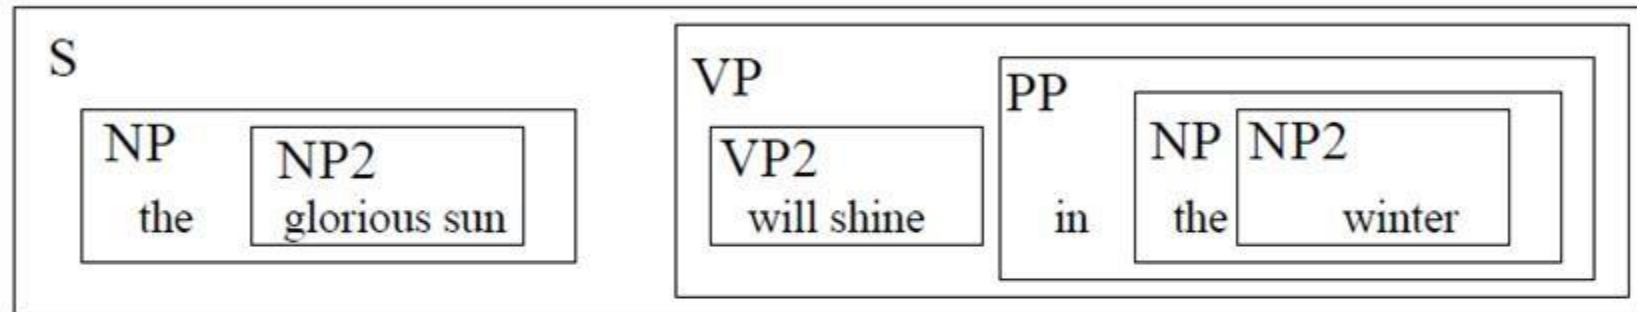 S
VP
PP
NP
NP2
VP2
NP
NP2
the
glorious sun
will shine
in
the
winter